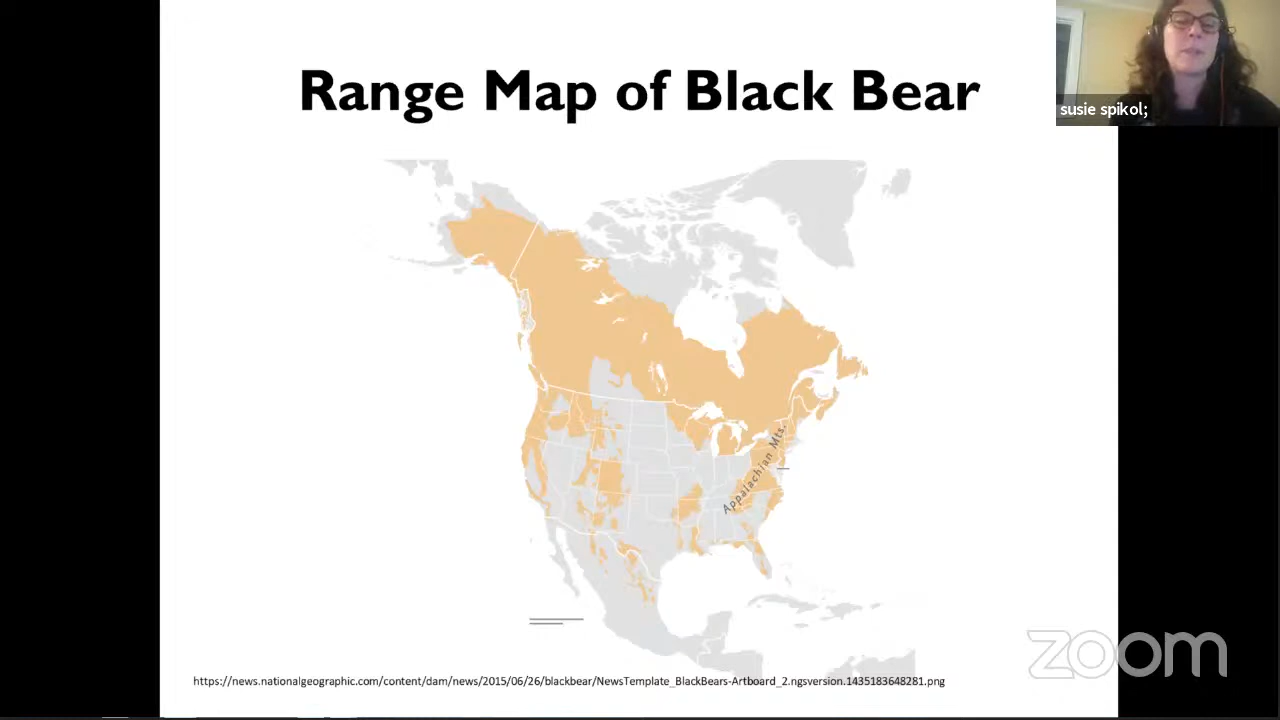 Range Map of Black Bear
susie spikol;
Appalachian Mts.
zoom
https://news.nationalgeographic.com/content/dam/news/2015/06/26/blackbear/NewsTemplate_BlackBears-Artboard_2.ngsversion.1435183648281.png